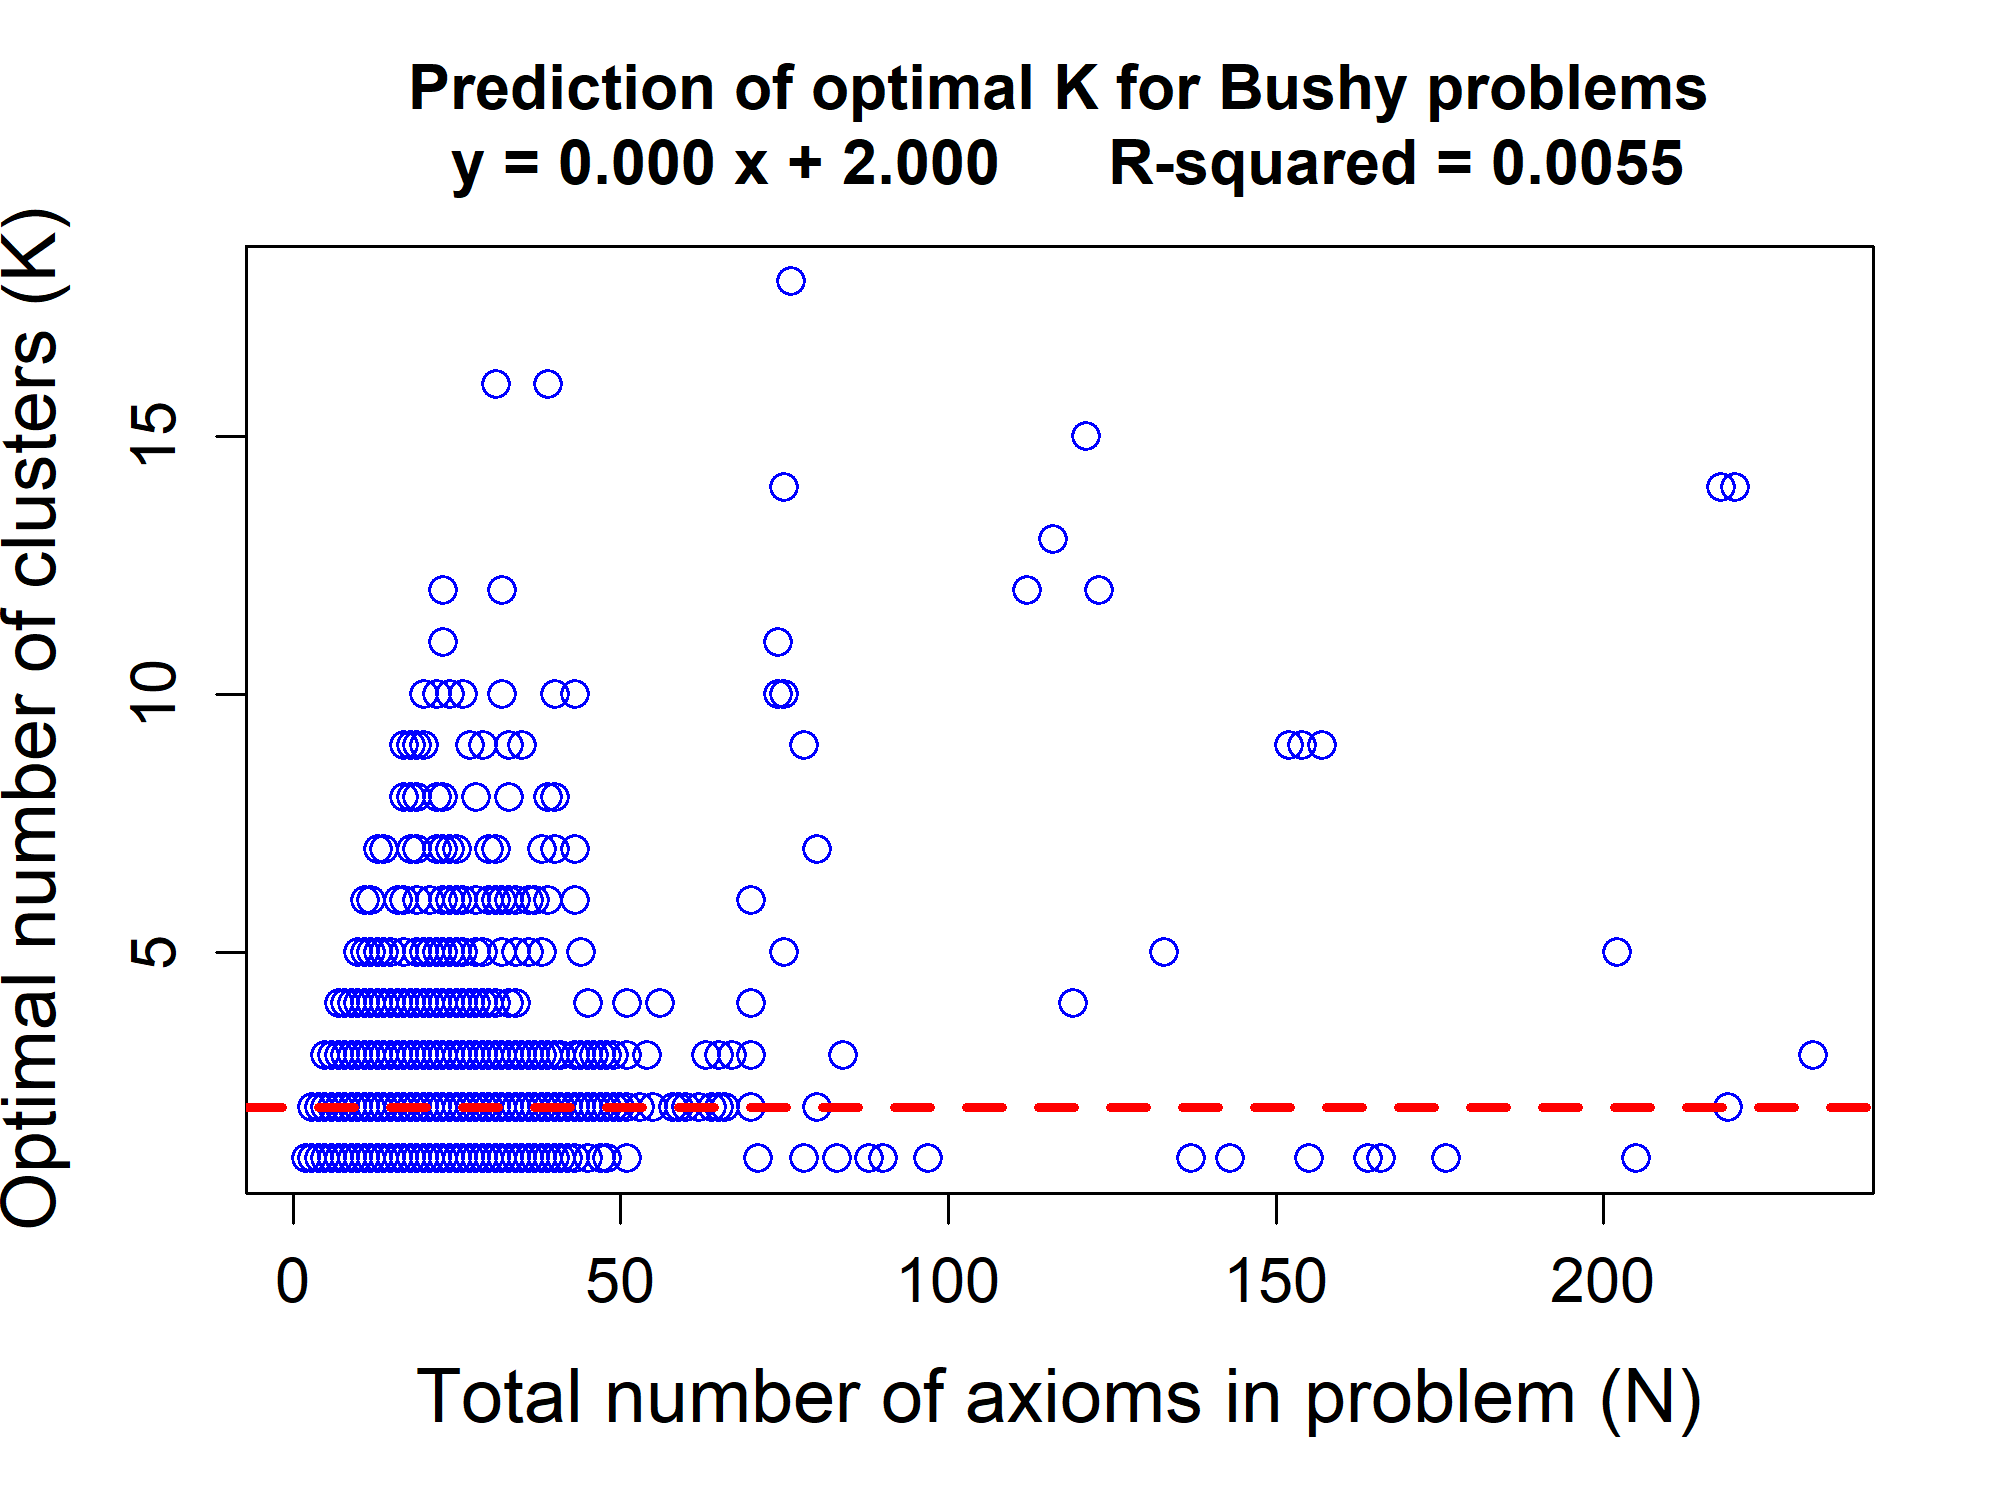 Prediction of optimal K for Bushy problems
y = 0.000 x + 2.000 R-squared = 0.0055
Optimal number of clusters (K)
15
10
5
0 50 100 150 200
Total number of axioms in problem (N)